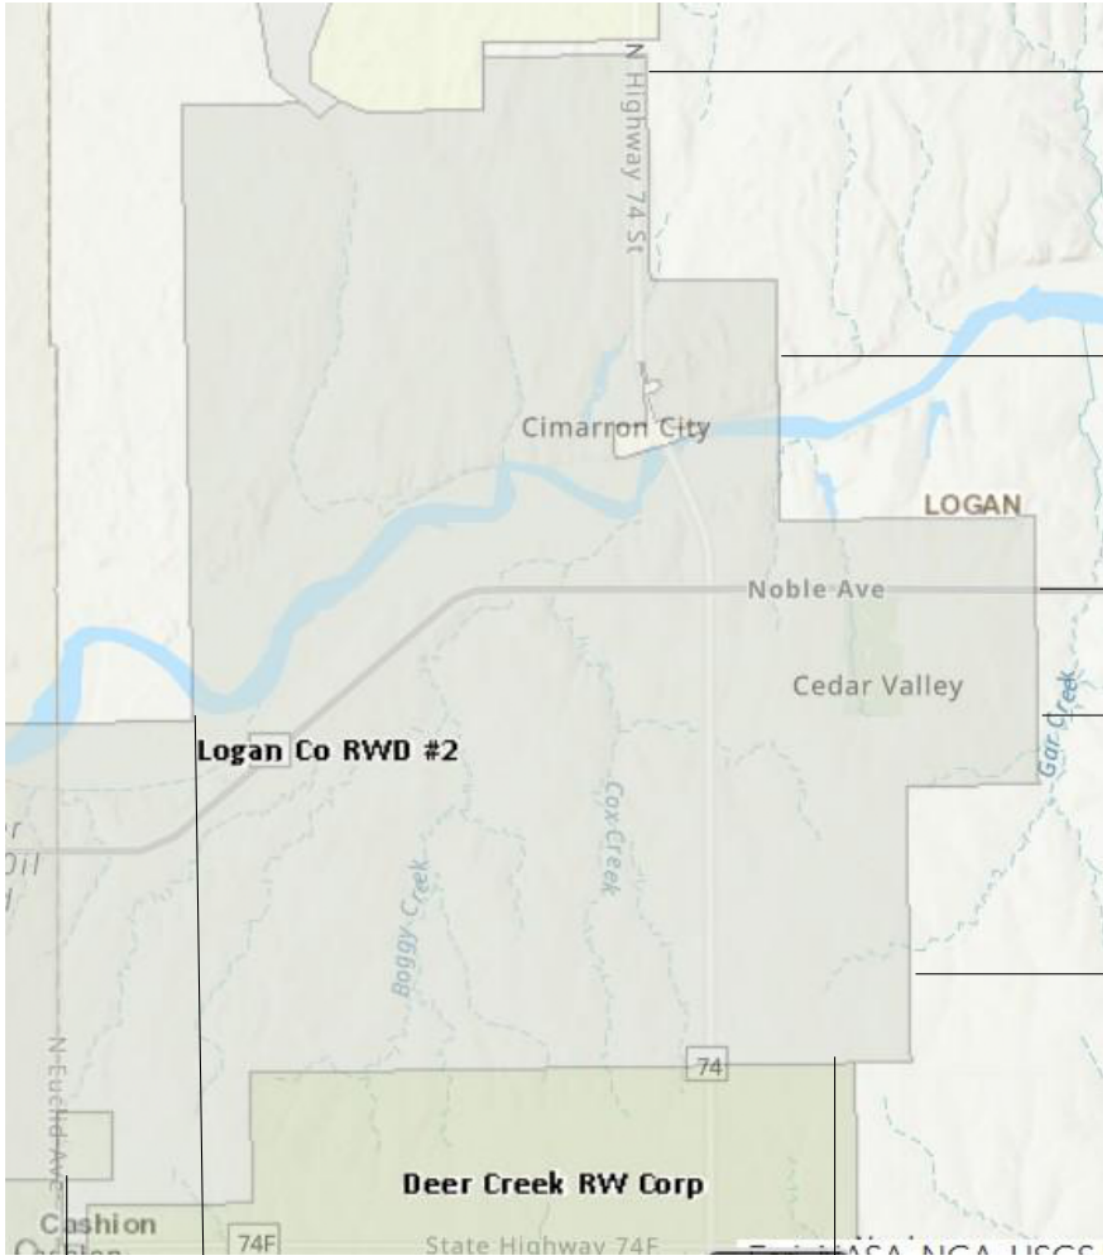 N Highway 74 St
Cimarron City
LOGAN
Noble Ave
Cedar Valley
Gar Creek
Logan Co RWD #2
Cox Creek
Boggy Creek
N Euclid Ave
74
Deer Creek RW Corp
Cashion
74F
State Highway 74F